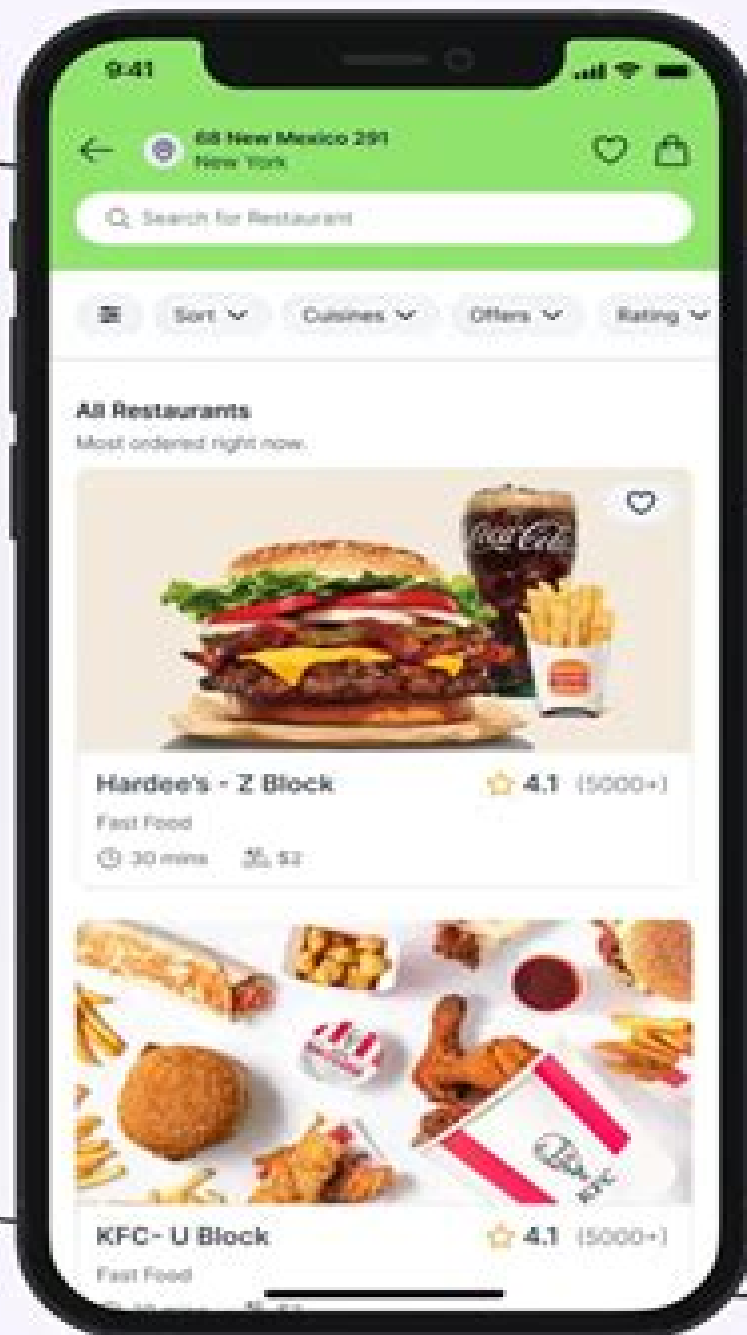 9:41
68 New Mexico 291
New York
Search for Restaurant
Sort
Cuisines
Offers
Rating
All Restaurants
Most ordered right now.
Coca-Cola
Hardee's - Z Block
4.1 (5000+)
Fast Food
30 mins $2
KFC- U Block
4.1 (5000+)
Fast Food